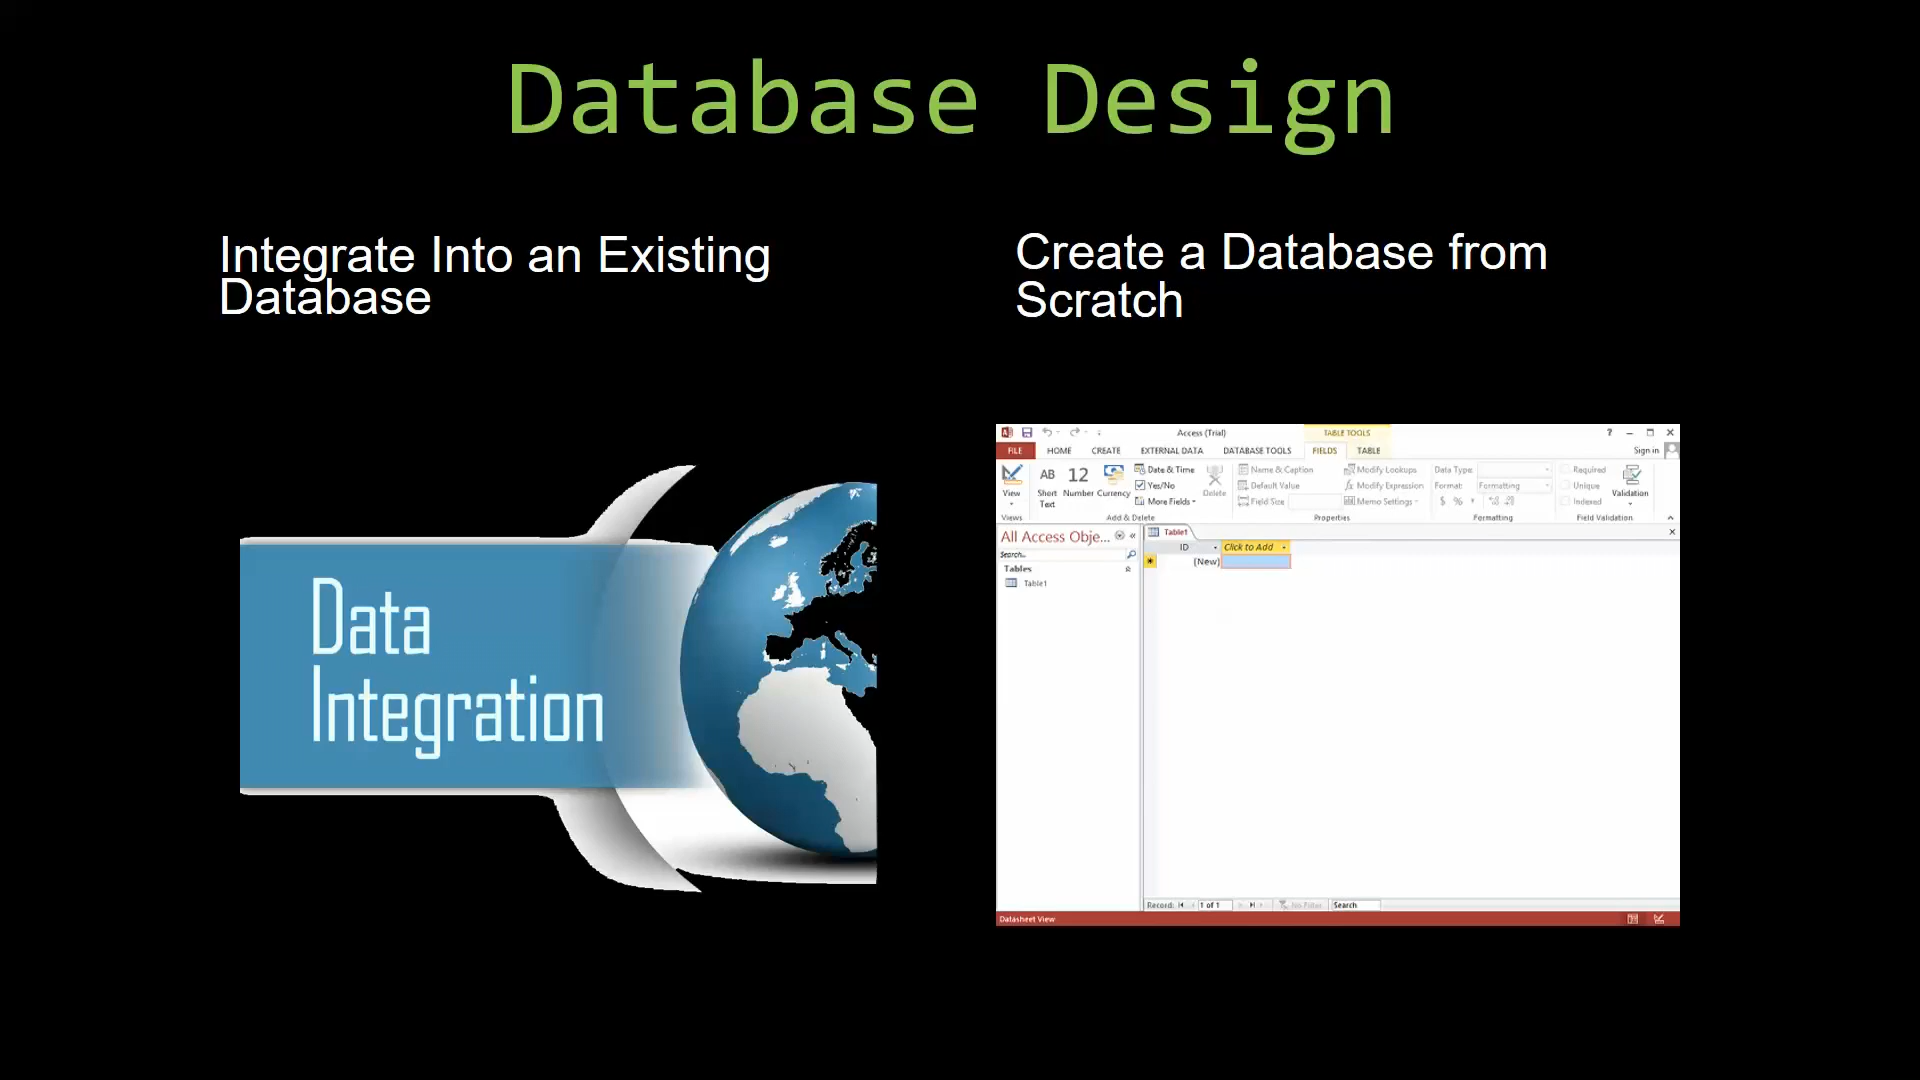 Database Design
Integrate Into an Existing
Database
Create a Database from
Scratch
Data
Integration
Access (Trial)
TABLE TOOLS
?
FILE HOME CREATE EXTERNAL DATA DATABASE TOOLS FIELDS TABLE
Sign in
View
Views
AB
Short
Text
12
Number
Currency
Date & Time
Yes/No
More Fields
Delete
Add & Delete
Name & Caption
Default Value
Field Size
Modify Lookups
Modify Expression
Memo Settings
Properties
Data Type:
Format: Formatting
$ %
Formatting
Required
Unique
Indexed
Validation
Field Validation
All Access Obje...
Search...
Tables
Table1
Table1
ID Click to Add
(New)
Record: 1 of 1 No Filter Search
Datasheet View